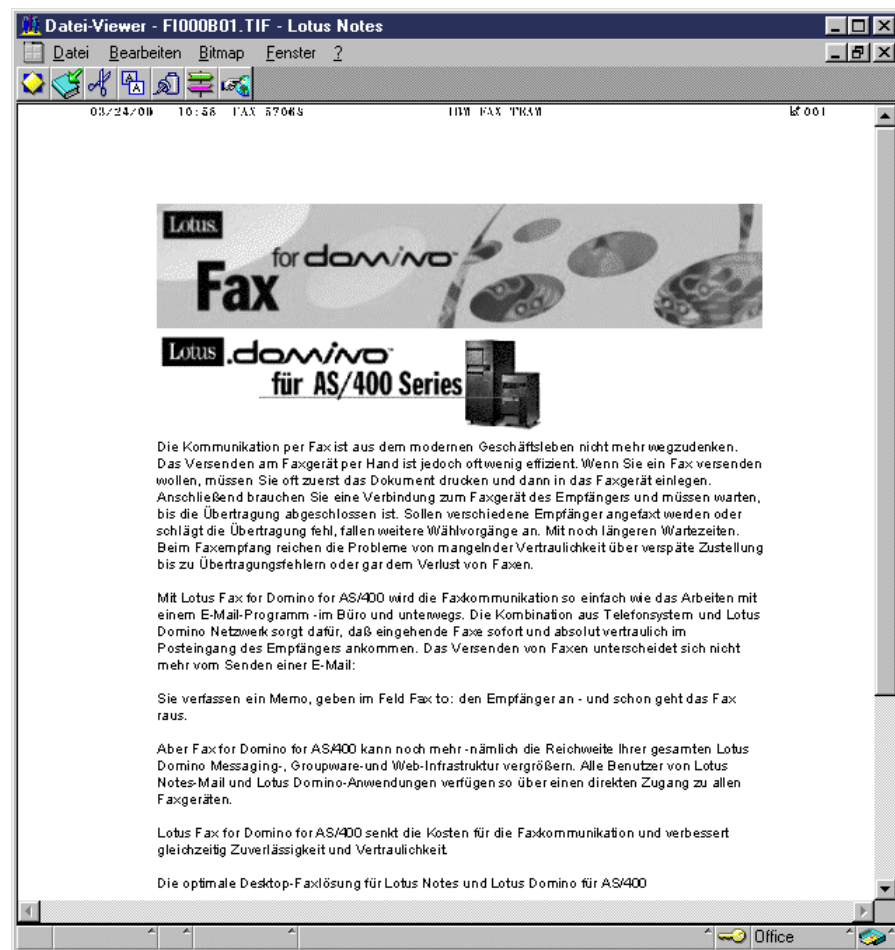 Datei-Viewer - FI000B01.TIF - Lotus Notes
Datei Bearbeiten Bitmap Fenster ?
03/24/00 10:58 FAX 57068 IBM FAX TEAM 001
Lotus.
for domino™
Fax
Lotus .domino™
für AS/400 Series
Die Kommunikation per Fax ist aus dem modernen Geschäftsleben nicht mehr wegzudenken.
Das Versenden am Faxgerät per Hand ist jedoch oft wenig effizient. Wenn Sie ein Fax versenden
wollen, müssen Sie oft zuerst das Dokument drucken und dann in das Faxgerät einlegen.
Anschließend brauchen Sie eine Verbindung zum Faxgerät des Empfängers und müssen warten,
bis die Übertragung abgeschlossen ist. Sollen verschiedene Empfänger angefaxt werden oder
schlägt die Übertragung fehl, fallen weitere Wählvorgänge an. Mit noch längeren Wartezeiten.
Beim Faxempfang reichen die Probleme von mangelnder Vertraulichkeit über verspäte Zustellung
bis zu Übertragungsfehlern oder gar dem Verlust von Faxen.
Mit Lotus Fax for Domino for AS/400 wird die Faxkommunikation so einfach wie das Arbeiten mit
einem E-Mail-Programm -im Büro und unterwegs. Die Kombination aus Telefonsystem und Lotus
Domino Netzwerk sorgt dafür, daß eingehende Faxe sofort und absolut vertraulich im
Posteingang des Empfängers ankommen. Das Versenden von Faxen unterscheidet sich nicht
mehr vom Senden einer E-Mail:
Sie verfassen ein Memo, geben im Feld Fax to: den Empfänger an - und schon geht das Fax
raus.
Aber Fax for Domino for AS/400 kann noch mehr -nämlich die Reichweite Ihrer gesamten Lotus
Domino Messaging-, Groupware-und Web-Infrastruktur vergrößern. Alle Benutzer von Lotus
Notes-Mail und Lotus Domino-Anwendungen verfügen so über einen direkten Zugang zu allen
Faxgeräten.
Lotus Fax for Domino for AS/400 senkt die Kosten für die Faxkommunikation und verbessert
gleichzeitig Zuverlässigkeit und Vertraulichkeit.
Die optimale Desktop-Faxlösung für Lotus Notes und Lotus Domino für AS/400
Office